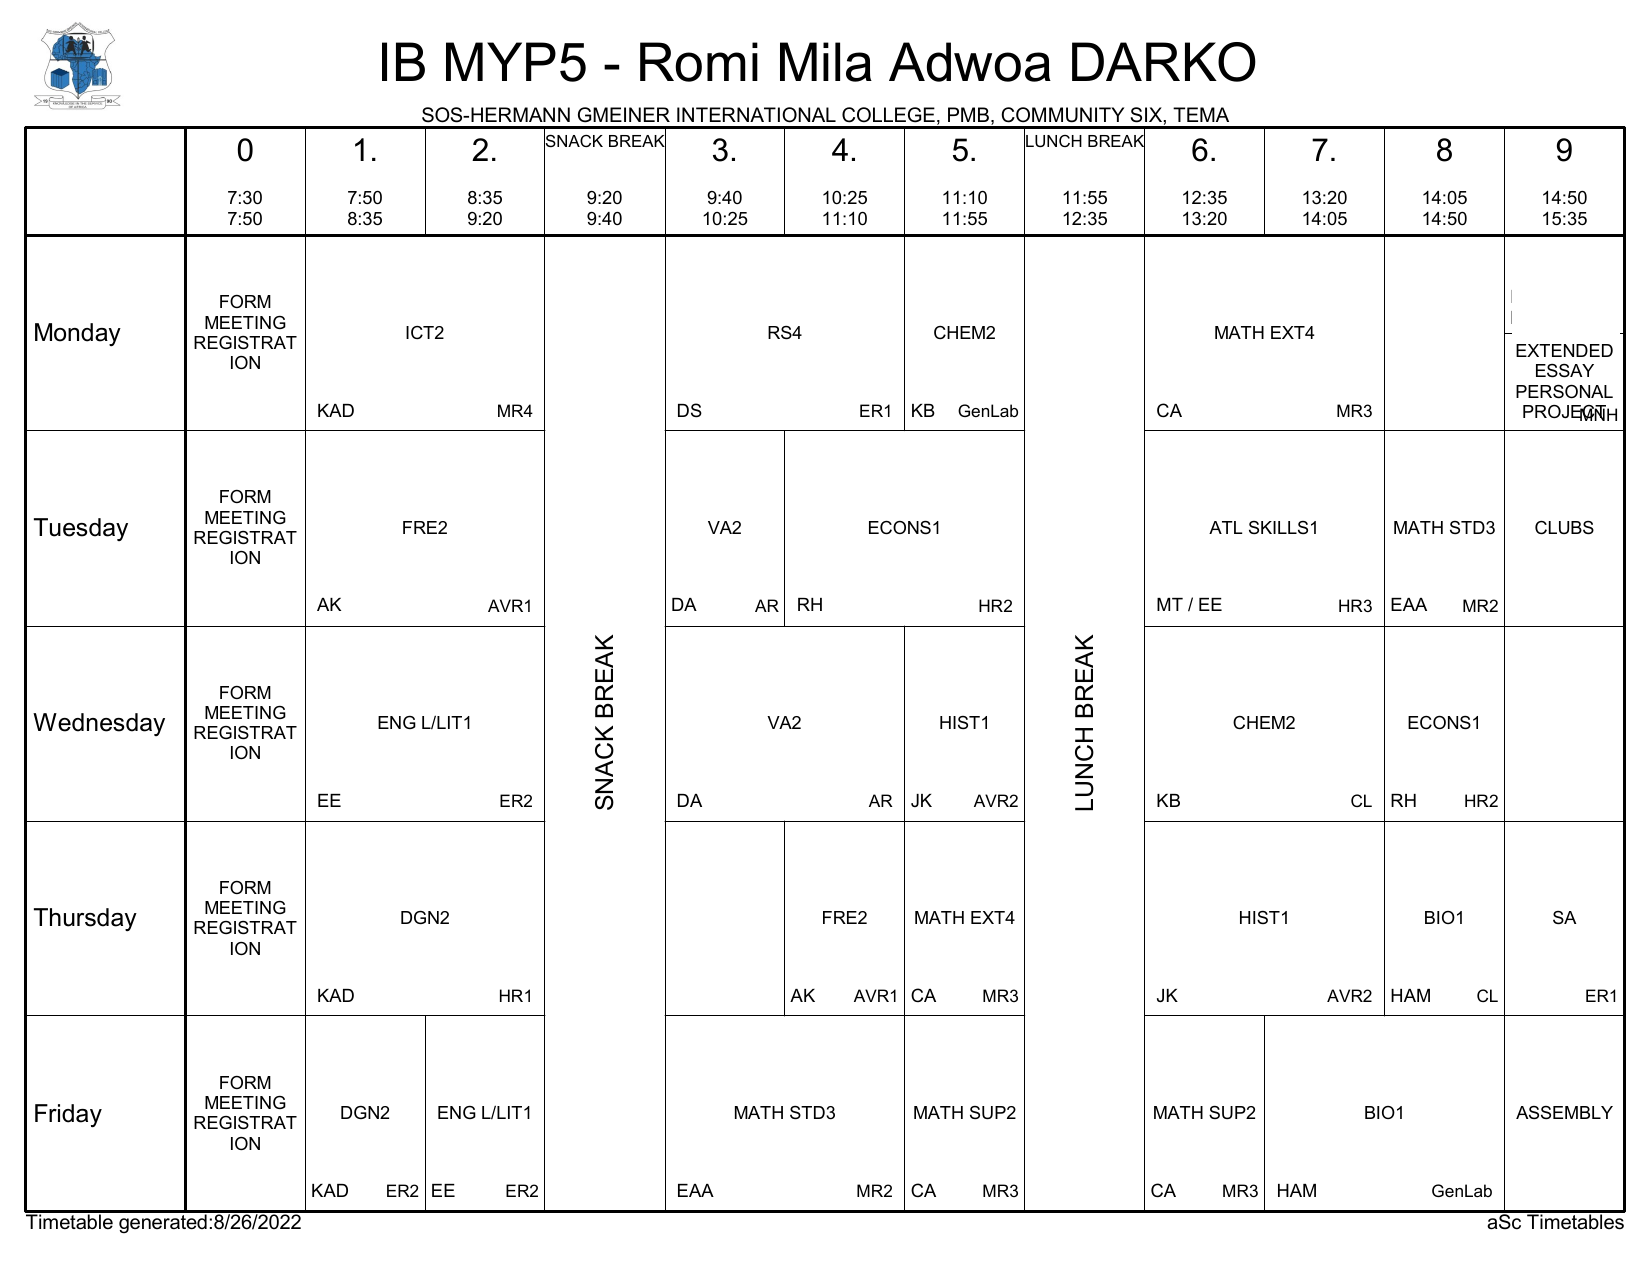 IB MYP5 - Romi Mila Adwoa DARKO
SOS-HERMANN GMEINER INTERNATIONAL COLLEGE, PMB, COMMUNITY SIX, TEMA
0 1. 2. SNACK BREAK 3. 4. 5. LUNCH BREAK 6. 7. 8 9
7:30 7:50 8:35 9:20 9:40 10:25 11:10 11:55 12:35 13:20 14:05 14:50
7:50 8:35 9:20 9:40 10:25 11:10 11:55 12:35 13:20 14:05 14:50 15:35
Monday
FORM
MEETING
REGISTRAT
ION
ICT2
KAD MR4
RS4
DS ER1
CHEM2
KB GenLab
MATH EXT4
CA MR3
EXTENDED
ESSAY
PERSONAL
PROJECT
MNH
Tuesday
FORM
MEETING
REGISTRAT
ION
FRE2
AK AVR1
VA2
DA AR
ECONS1
RH HR2
ATL SKILLS1
MT / EE HR3
MATH STD3
EAA MR2
CLUBS
SNACK BREAK
LUNCH BREAK
Wednesday
FORM
MEETING
REGISTRAT
ION
ENG L/LIT1
EE ER2
VA2
DA AR
HIST1
JK AVR2
CHEM2
KB CL
ECONS1
RH HR2
Thursday
FORM
MEETING
REGISTRAT
ION
DGN2
KAD HR1
FRE2
AK AVR1
MATH EXT4
CA MR3
HIST1
JK AVR2
BIO1
HAM CL
SA
ER1
Friday
FORM
MEETING
REGISTRAT
ION
DGN2
KAD ER2
ENG L/LIT1
EE ER2
MATH STD3
EAA MR2
MATH SUP2
CA MR3
MATH SUP2
CA MR3
BIO1
HAM GenLab
ASSEMBLY
Timetable generated:8/26/2022
aSc Timetables